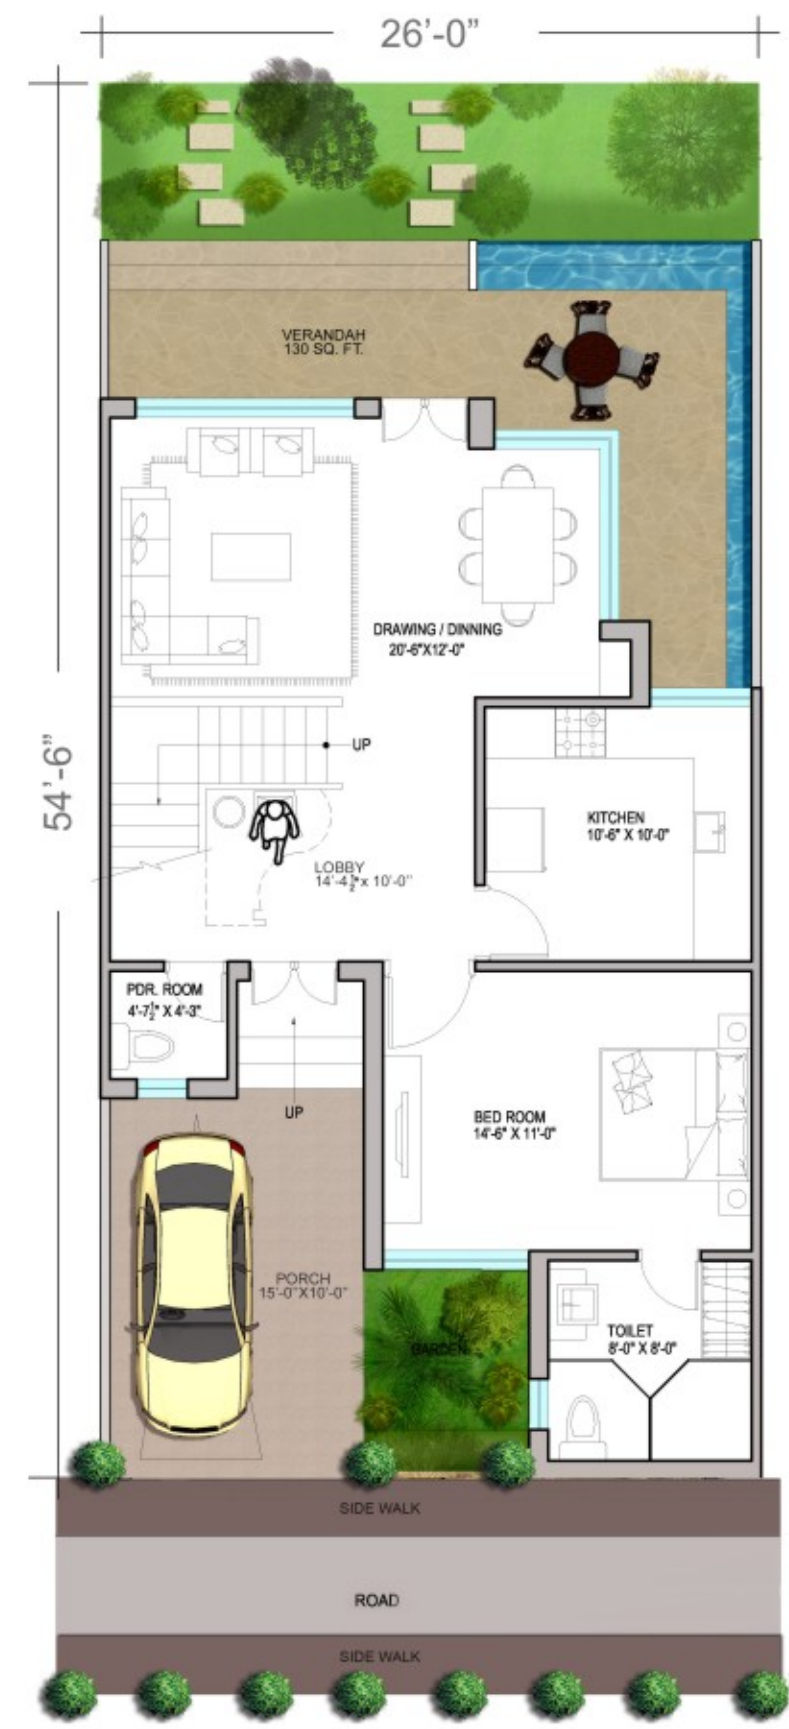 26'-0"
VERANDAH
130 SQ. FT.
DRAWING / DINNING
20'-6"X12'-0"
54'-6"
UP
KITCHEN
10'-6" X 10'-0"
LOBBY
14'-4½"x 10'-0"
PDR. ROOM
4'-7½" X 4'-3"
UP
BED ROOM
14'-6" X 11'-0"
PORCH
15'-0"X10'-0"
GARDEN
TOILET
8'-0" X 8'-0"
SIDE WALK
ROAD
SIDE WALK